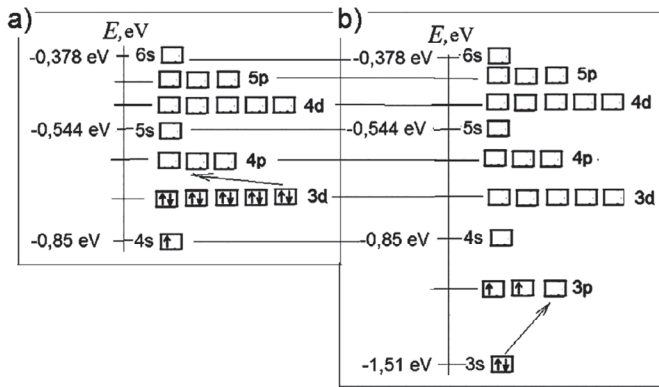 a)
E, eV
-0,378 eV 6s
5p
4d
-0,544 eV 5s
4p
3d
-0,85 eV 4s
b)
E, eV
-0,378 eV 6s
5p
4d
-0,544 eV 5s
4p
3d
-0,85 eV 4s
3p
-1,51 eV 3s